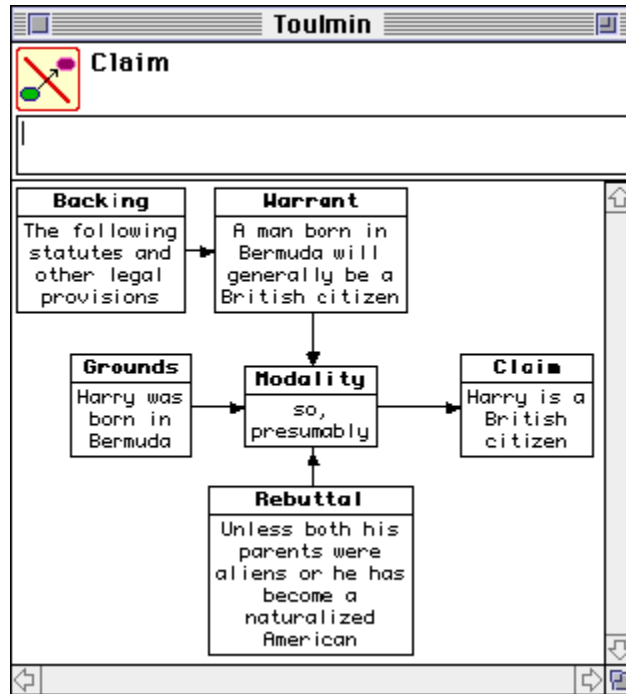 Toulmin
Claim
Backing
The following
statutes and
other legal
provisions
Warrant
A man born in
Bermuda will
generally be a
British citizen
Grounds
Harry was
born in
Bermuda
Modality
so,
presumably
Claim
Harry is a
British
citizen
Rebuttal
Unless both his
parents were
aliens or he has
become a
naturalized
American